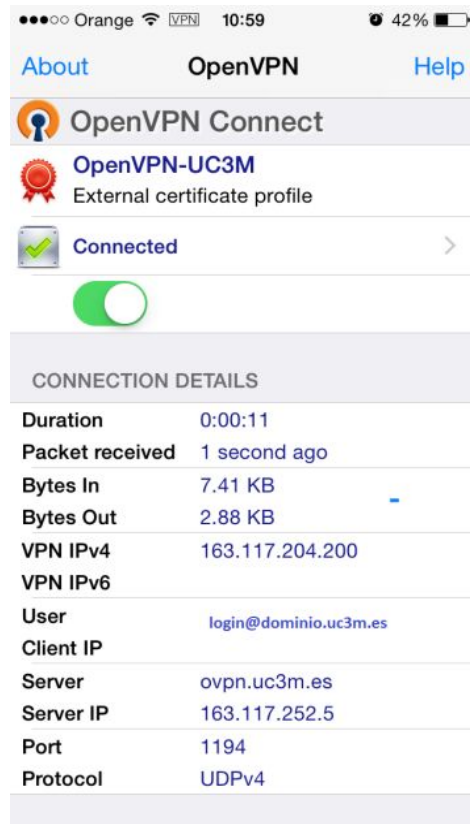 Orange VPN 10:59 42%
About OpenVPN Help
OpenVPN Connect
OpenVPN-UC3M
External certificate profile
Connected
CONNECTION DETAILS
Duration 0:00:11
Packet received 1 second ago
Bytes In 7.41 KB
Bytes Out 2.88 KB
VPN IPv4 163.117.204.200
VPN IPv6
User login@dominio.uc3m.es
Client IP
Server ovpn.uc3m.es
Server IP 163.117.252.5
Port 1194
Protocol UDPv4